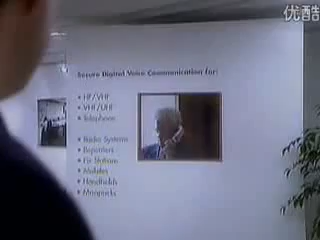 优酷
Secure Digital Voice Communication for:
• HF/VHF
• VHF/UHF
• Telephone
• Radio Systems
• Repeaters
• Fix Stations
• Mobiles
• Handhelds
• Manpacks